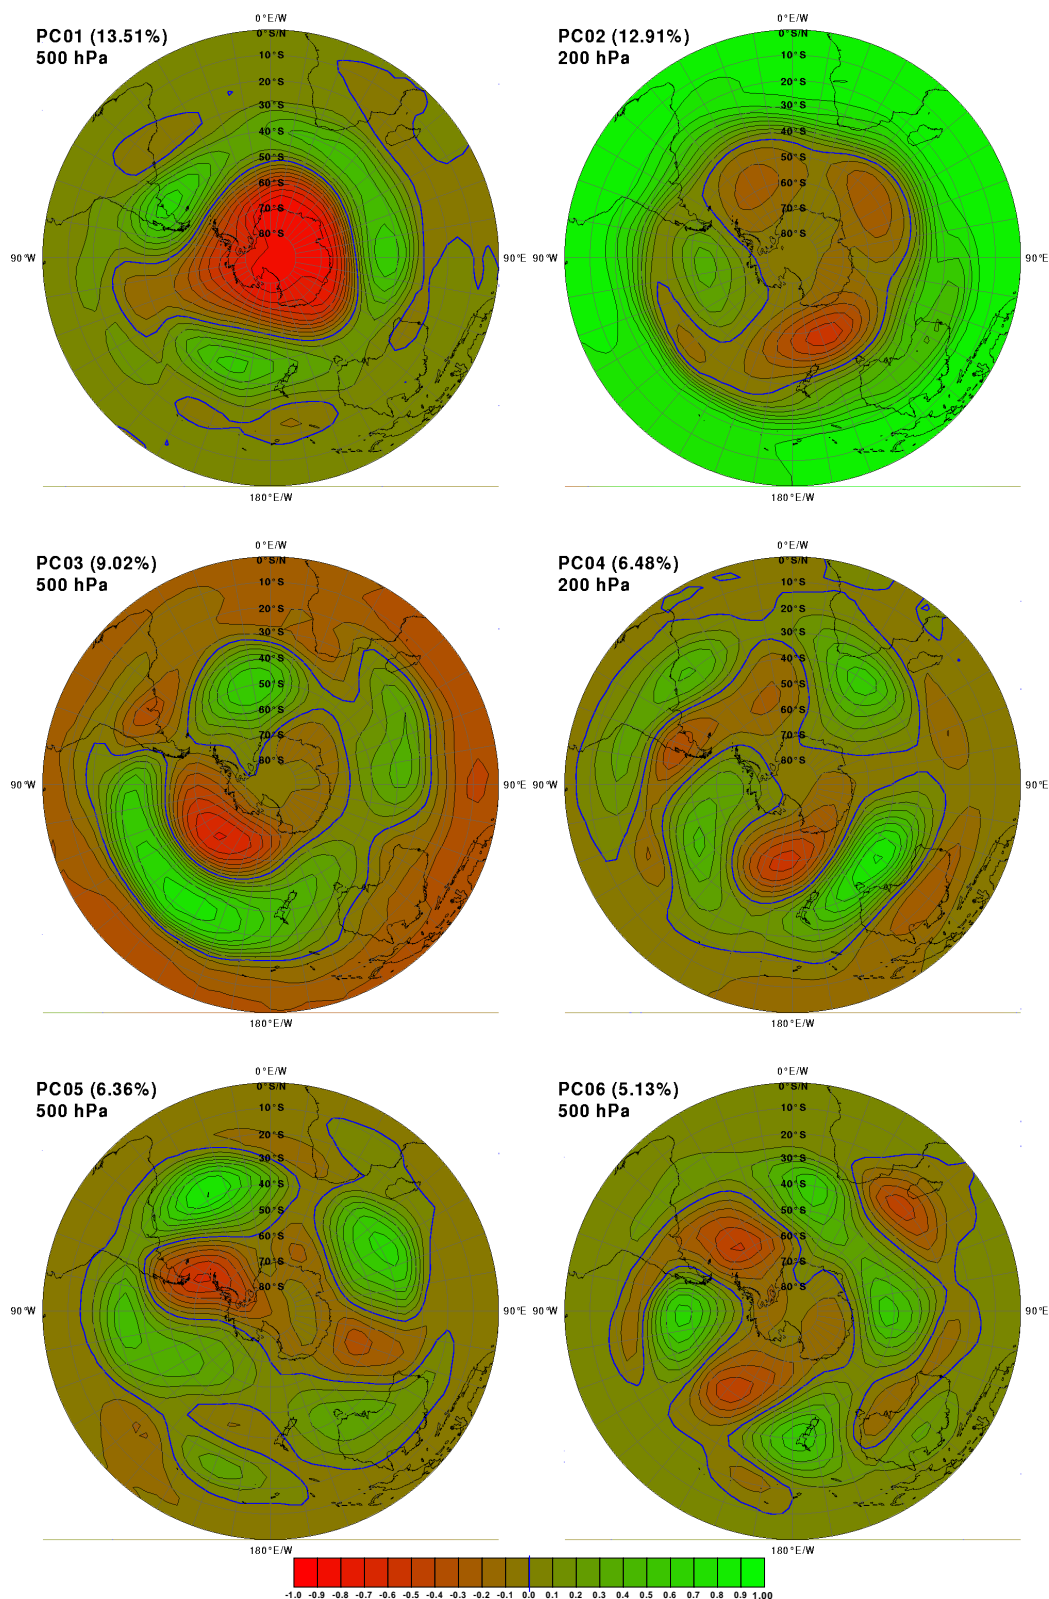 0°E/W
PC01 (13.51%)
500 hPa
0°S/N
10°S
20°S
30°S
40°S
50°S
60°S
70°S
80°S
90°W
90°E
180°E/W
0°E/W
PC02 (12.91%)
200 hPa
0°S/N
10°S
20°S
30°S
40°S
50°S
60°S
70°S
80°S
90°W
90°E
180°E/W
0°E/W
PC03 (9.02%)
500 hPa
0°S/N
10°S
20°S
30°S
40°S
50°S
60°S
70°S
80°S
90°W
90°E
180°E/W
0°E/W
PC04 (6.48%)
200 hPa
0°S/N
10°S
20°S
30°S
40°S
50°S
60°S
70°S
80°S
90°W
90°E
180°E/W
0°E/W
PC05 (6.36%)
500 hPa
0°S/N
10°S
20°S
30°S
40°S
50°S
60°S
70°S
80°S
90°W
90°E
180°E/W
0°E/W
PC06 (5.13%)
500 hPa
0°S/N
10°S
20°S
30°S
40°S
50°S
60°S
70°S
80°S
90°W
90°E
180°E/W
-1.0 -0.9 -0.8 -0.7 -0.6 -0.5 -0.4 -0.3 -0.2 -0.1 0.0 0.1 0.2 0.3 0.4 0.5 0.6 0.7 0.8 0.9 1.00